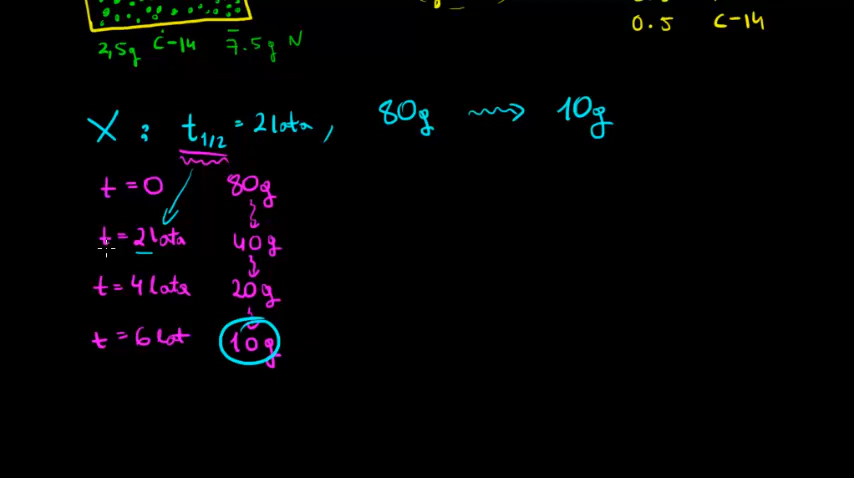 0.5 C-14
2,5g C-14 7.5g N
X : t1/2 = 2 lata, 80g → 10g
t = 0 80g
t = 2 lata 40g
t = 4 lata 20g
t = 6 lat 10g